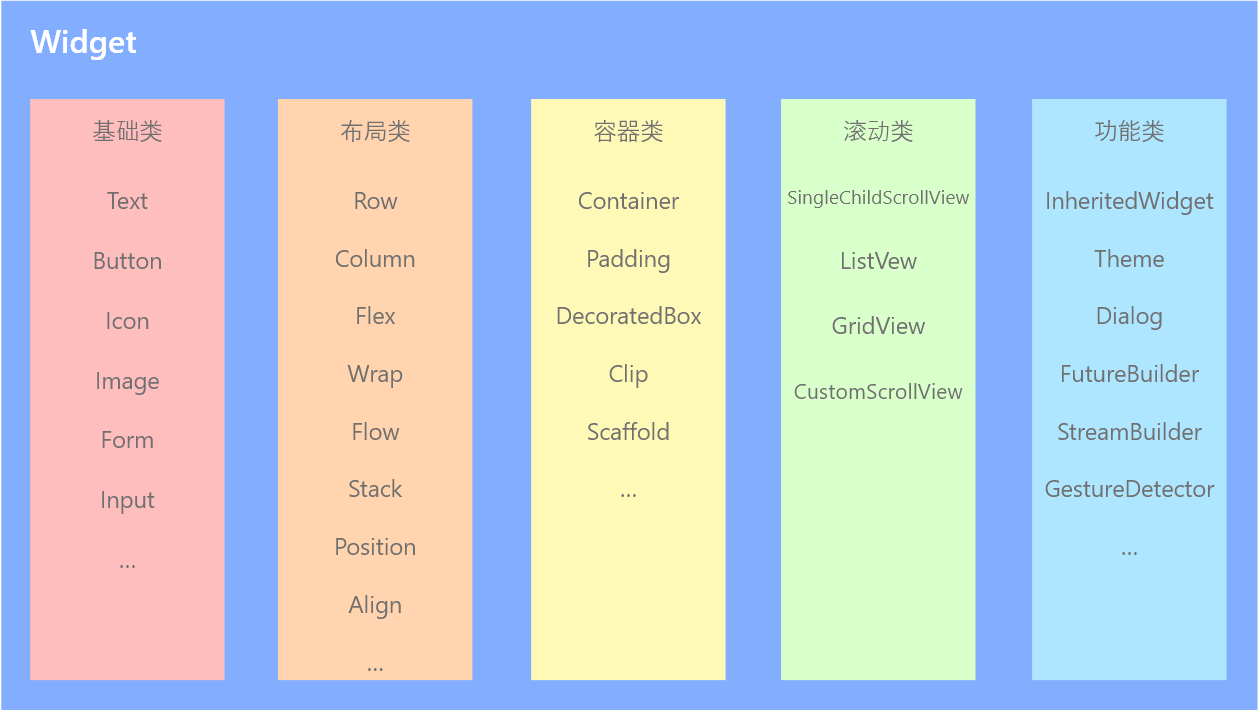 Widget
基础类
Text
Button
Icon
Image
Form
Input
...
布局类
Row
Column
Flex
Wrap
Flow
Stack
Position
Align
...
容器类
Container
Padding
DecoratedBox
Clip
Scaffold
...
滚动类
SingleChildScrollView
ListVew
GridView
CustomScrollView
功能类
InheritedWidget
Theme
Dialog
FutureBuilder
StreamBuilder
GestureDetector
...